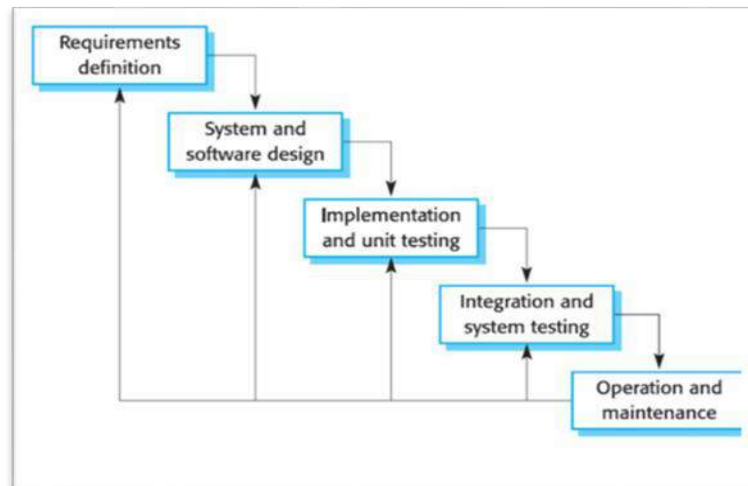 Requirements
definition
System and
software design
Implementation
and unit testing
Integration and
system testing
Operation and
maintenance